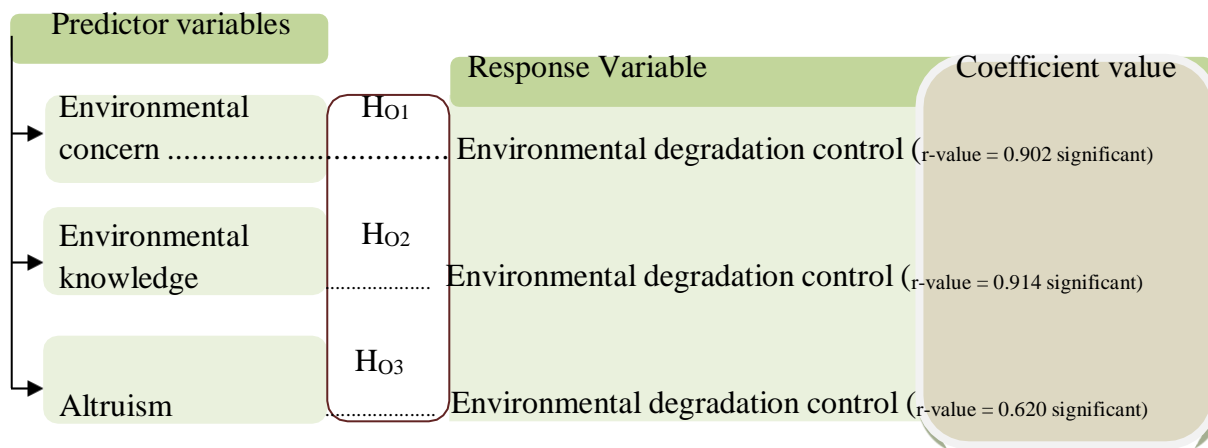 Predictor variables
Response Variable
Coefficient value
Environmental
concern .................................. Environmental degradation control (r-value = 0.902 significant)
HO1
Environmental
knowledge .................... Environmental degradation control (r-value = 0.914 significant)
HO2
Altruism ..................... Environmental degradation control (r-value = 0.620 significant)
HO3